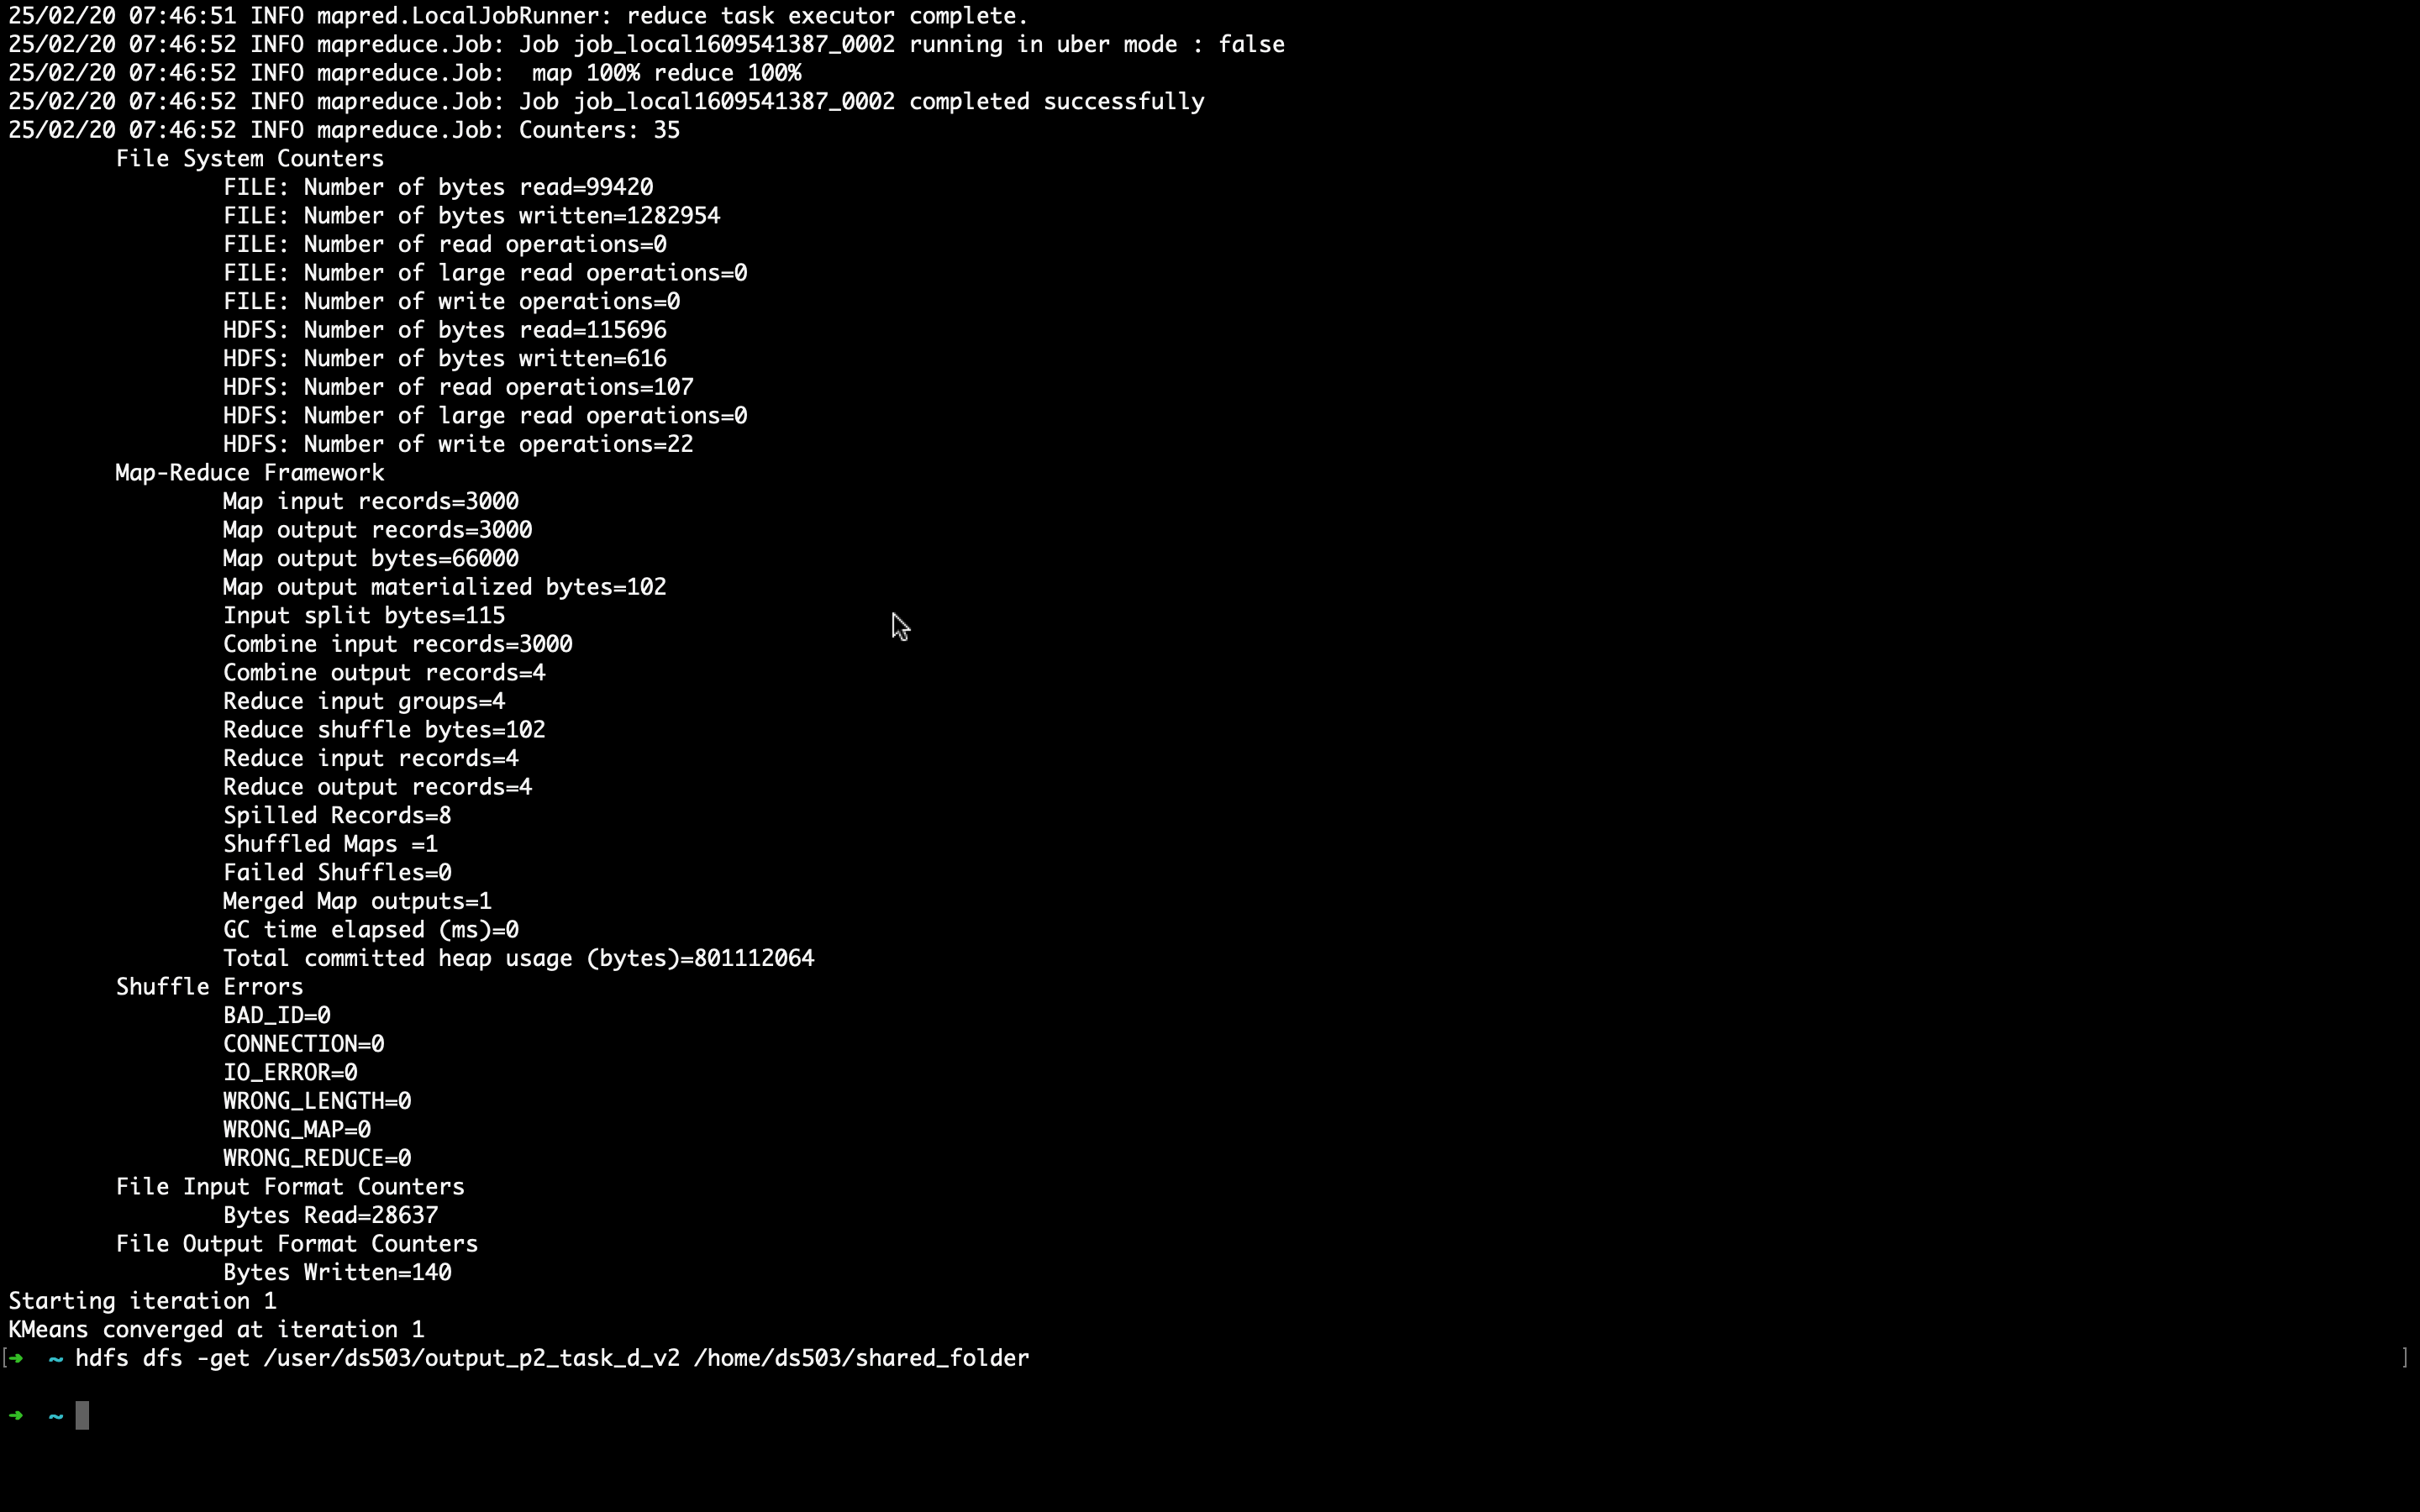 25/02/20 07:46:51 INFO mapred.LocalJobRunner: reduce task executor complete.
25/02/20 07:46:52 INFO mapreduce.Job: Job job_local1609541387_0002 running in uber mode : false
25/02/20 07:46:52 INFO mapreduce.Job:  map 100% reduce 100%
25/02/20 07:46:52 INFO mapreduce.Job: Job job_local1609541387_0002 completed successfully
25/02/20 07:46:52 INFO mapreduce.Job: Counters: 35
        File System Counters
                FILE: Number of bytes read=99420
                FILE: Number of bytes written=1282954
                FILE: Number of read operations=0
                FILE: Number of large read operations=0
                FILE: Number of write operations=0
                HDFS: Number of bytes read=115696
                HDFS: Number of bytes written=616
                HDFS: Number of read operations=107
                HDFS: Number of large read operations=0
                HDFS: Number of write operations=22
        Map-Reduce Framework
                Map input records=3000
                Map output records=3000
                Map output bytes=66000
                Map output materialized bytes=102
                Input split bytes=115
                Combine input records=3000
                Combine output records=4
                Reduce input groups=4
                Reduce shuffle bytes=102
                Reduce input records=4
                Reduce output records=4
                Spilled Records=8
                Shuffled Maps =1
                Failed Shuffles=0
                Merged Map outputs=1
                GC time elapsed (ms)=0
                Total committed heap usage (bytes)=801112064
        Shuffle Errors
                BAD_ID=0
                CONNECTION=0
                IO_ERROR=0
                WRONG_LENGTH=0
                WRONG_MAP=0
                WRONG_REDUCE=0
        File Input Format Counters
                Bytes Read=28637
        File Output Format Counters
                Bytes Written=140
Starting iteration 1
KMeans converged at iteration 1
[➜  ~ hdfs dfs -get /user/ds503/output_p2_task_d_v2 /home/ds503/shared_folder ]
➜  ~